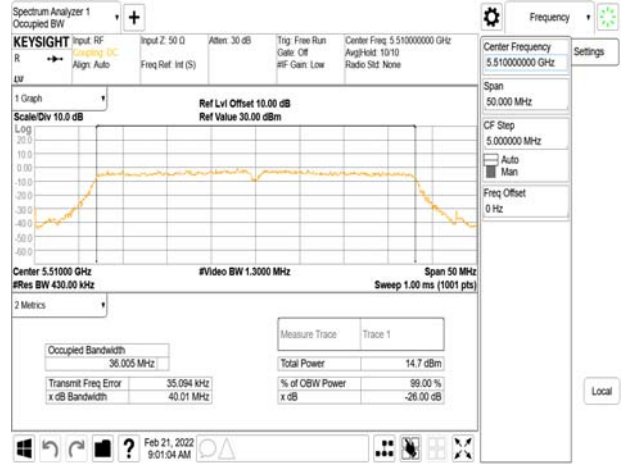 Spectrum Analyzer 1
Occupied BW
KEYSIGHT Input: RF Input Z: 50 Ω Atten: 30 dB Trig: Free Run Center Freq: 5.510000000 GHz
Coupling: DC Gate: Off Avg|Hold: 10/10
R Align: Auto Freq Ref: Int (S) #IF Gain: Low Radio Std: None
1 Graph
Ref Lvl Offset 10.00 dB
Scale/Div 10.0 dB Ref Value 30.00 dBm
Log
20.0
10.0
0.00
-10.0
-20.0
-30.0
-40.0
-50.0
-60.0
Center 5.51000 GHz #Video BW 1.3000 MHz Span 50 MHz
#Res BW 430.00 kHz Sweep 1.00 ms (1001 pts)
2 Metrics
Measure Trace Trace 1
Occupied Bandwidth
36.005 MHz Total Power 14.7 dBm
Transmit Freq Error 35.094 kHz % of OBW Power 99.00 %
x dB Bandwidth 40.01 MHz x dB -26.00 dB
Feb 21, 2022
9:01:04 AM
Frequency
Settings
Center Frequency
5.510000000 GHz
Span
50.000 MHz
CF Step
5.000000 MHz
Auto
Man
Freq Offset
0 Hz
Local